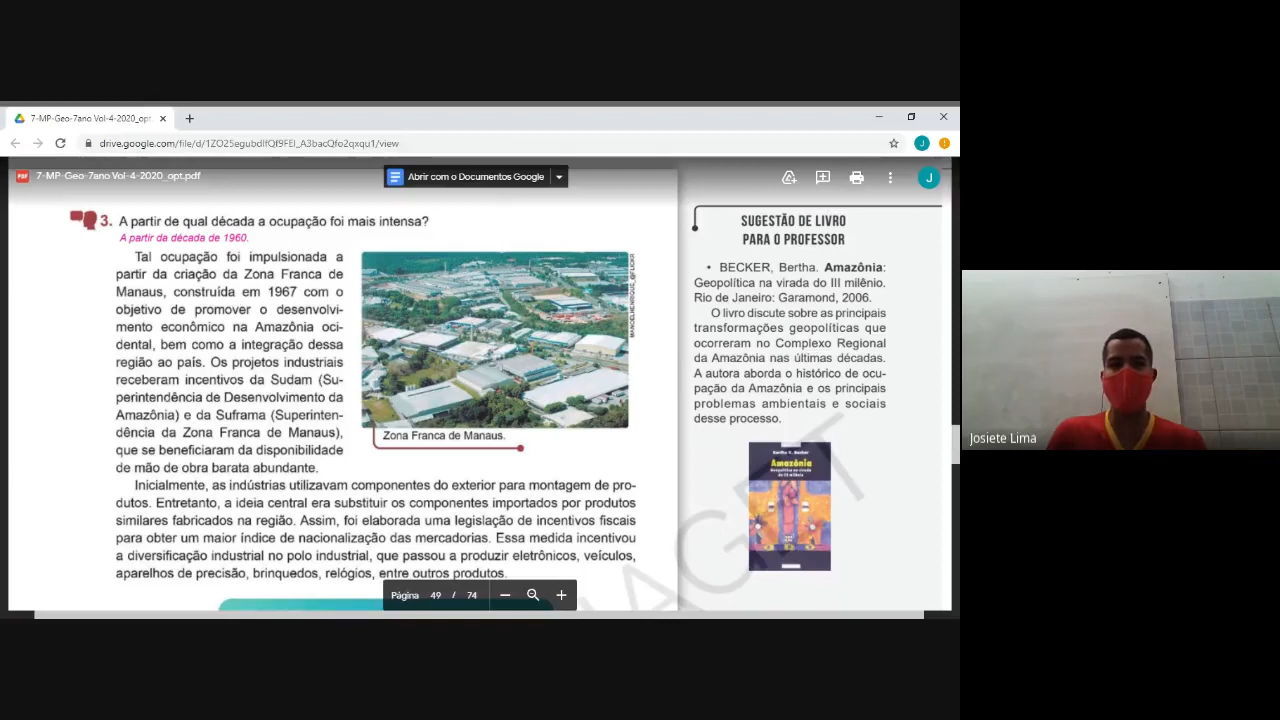 7-MP-Geo-7ano Vol-4-2020_opt.
7-MP-Geo-7ano Vol-4-2020_opt.pdf
Abrir com o Documentos Google
J
J
3. A partir de qual década a ocupação foi mais intensa?
A partir da década de 1960.
Tal ocupação foi impulsionada a
partir da criação da Zona Franca de
Manaus, construída em 1967 com o
objetivo de promover o desenvolvi-
mento econômico na Amazônia oci-
dental, bem como a integração dessa
região ao país. Os projetos industriais
receberam incentivos da Sudam (Su-
perintendência de Desenvolvimento da
Amazônia) e da Suframa (Superinten-
dência da Zona Franca de Manaus),
que se beneficiaram da disponibilidade
de mão de obra barata abundante.
MANOELHENRIQUE_@FLICKR
Zona Franca de Manaus.
Inicialmente, as indústrias utilizavam componentes do exterior para montagem de pro-
dutos. Entretanto, a ideia central era substituir os componentes importados por produtos
similares fabricados na região. Assim, foi elaborada uma legislação de incentivos fiscais
para obter um maior índice de nacionalização das mercadorias. Essa medida incentivou
a diversificação industrial no polo industrial, que passou a produzir eletrônicos, veículos,
aparelhos de precisão, brinquedos, relógios, entre outros produtos.
Página 49 / 74
SUGESTÃO DE LIVRO
PARA O PROFESSOR
• BECKER, Bertha. Amazônia:
Geopolítica na virada do III milênio.
Rio de Janeiro: Garamond, 2006.
O livro discute sobre as principais
transformações geopolíticas que
ocorreram no Complexo Regional
da Amazônia nas últimas décadas.
A autora aborda o histórico de ocu-
pação da Amazônia e os principais
problemas ambientais e sociais
desse processo.
Bertha K. Becker
Amazônia
Geopolítica na virada
do III milênio
Josiete Lima